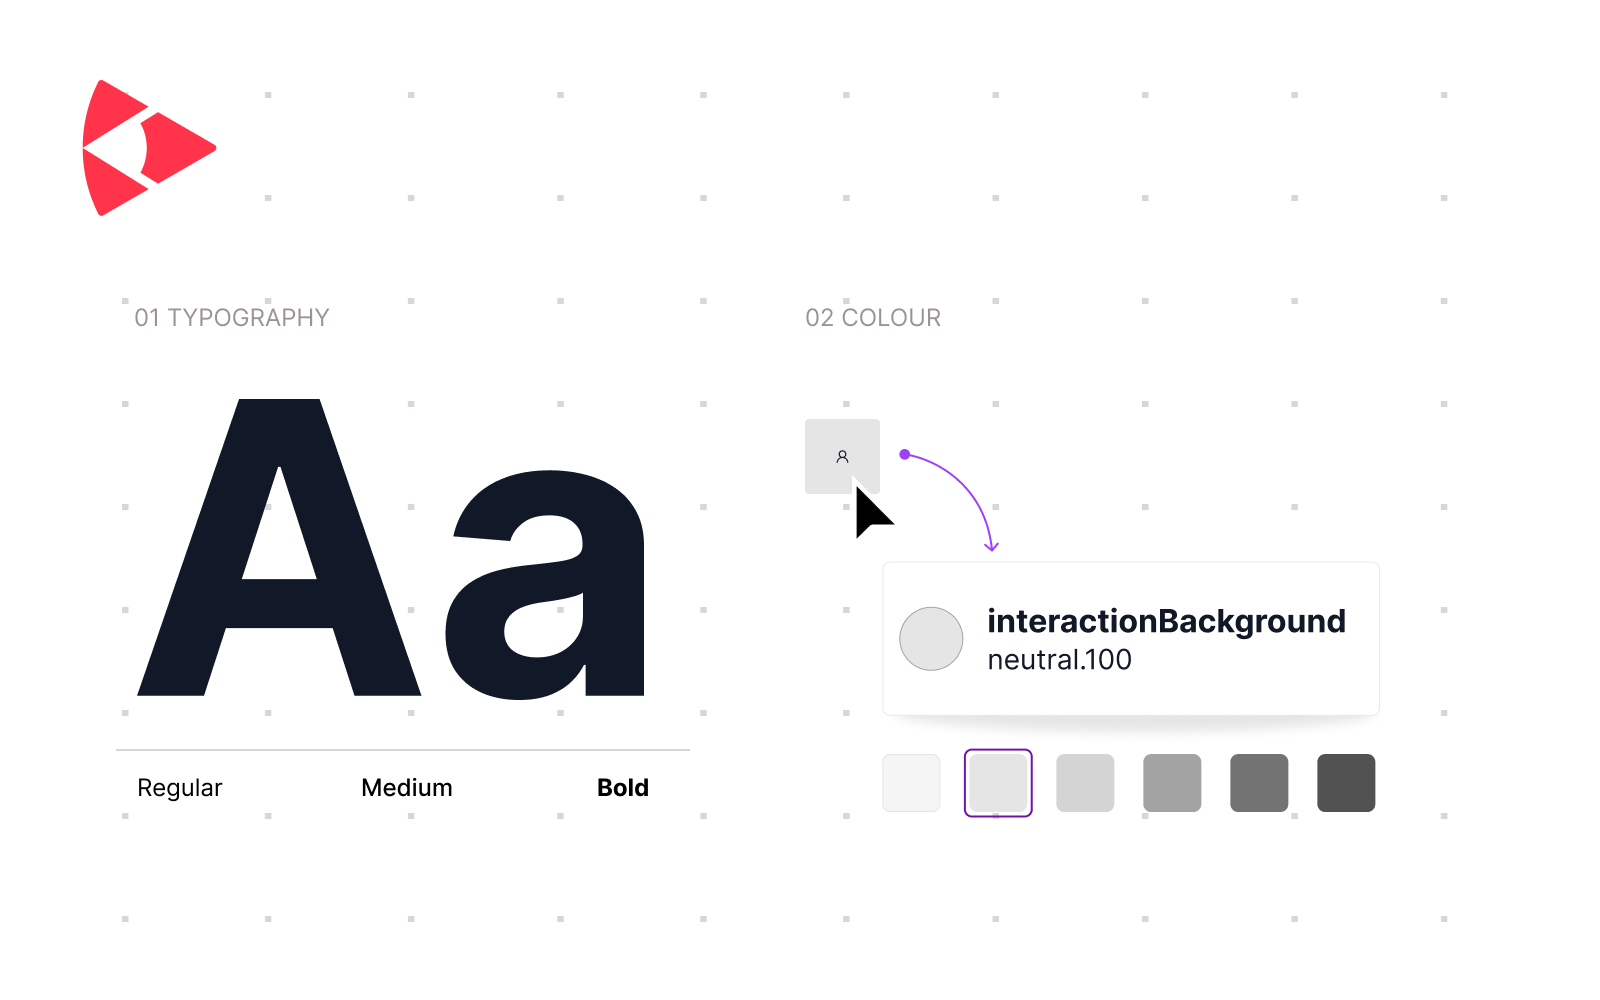 01 TYPOGRAPHY
Aa
Regular
Medium
Bold
02 COLOUR
interactionBackground
neutral.100